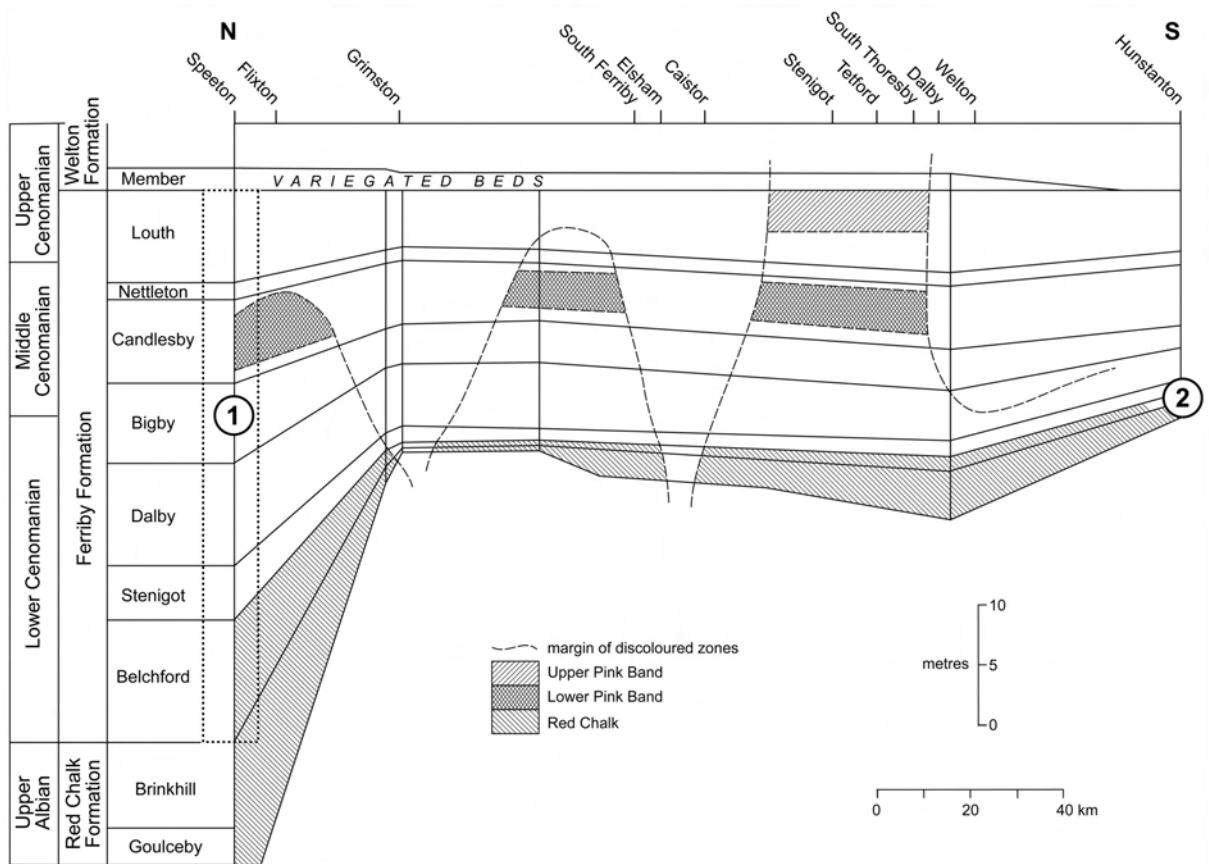 N
S
Speeton
Flixton
Grimston
South Ferriby
Elsham
Caistor
Stenigot
Tetford
South Thoresby
Dalby
Welton
Hunstanton
Upper
Cenomanian
Welton
Formation
Member
VARIEGATED BEDS
Louth
Nettleton
Middle
Cenomanian
Candlesby
Bigby
1
2
Lower Cenomanian
Ferriby Formation
Dalby
Stenigot
Belchford
Upper
Albian
Red Chalk
Formation
Brinkhill
Goulceby
margin of discoloured zones
Upper Pink Band
Lower Pink Band
Red Chalk
metres
10
5
0
0
40 km